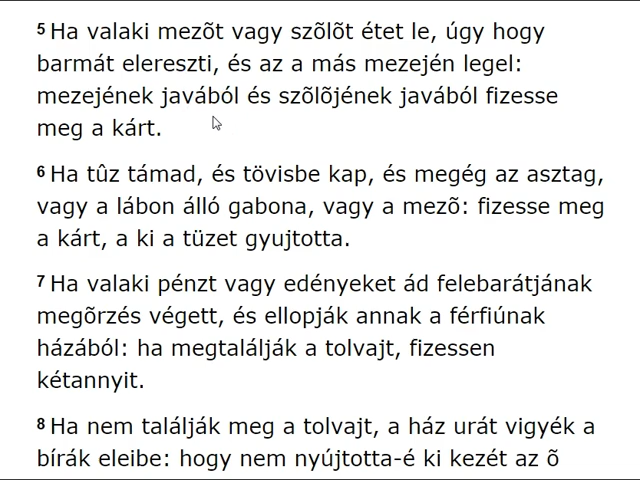 5 Ha valaki mezõt vagy szõlõt étet le, úgy hogy
barmát elereszti, és az a más mezején legel:
mezejének javából és szõlõjének javából fizesse
meg a kárt.
6 Ha tûz támad, és tövisbe kap, és megég az asztag,
vagy a lábon álló gabona, vagy a mezõ: fizesse meg
a kárt, a ki a tüzet gyujtotta.
7 Ha valaki pénzt vagy edényeket ád felebarátjának
megõrzés végett, és ellopják annak a férfiúnak
házából: ha megtalálják a tolvajt, fizessen
kétannyit.
8 Ha nem találják meg a tolvajt, a ház urát vigyék a
bírák eleibe: hogy nem nyújtotta-é ki kezét az õ